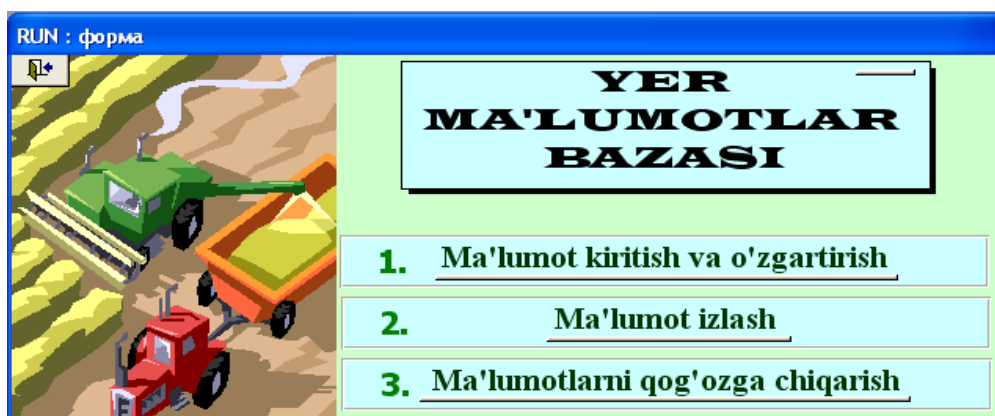 RUN : форма
YER
MA'LUMOTLAR
BAZASI
1. Ma'lumot kiritish va o'zgartirish
2. Ma'lumot izlash
3. Ma'lumotlarni qog'ozga chiqarish